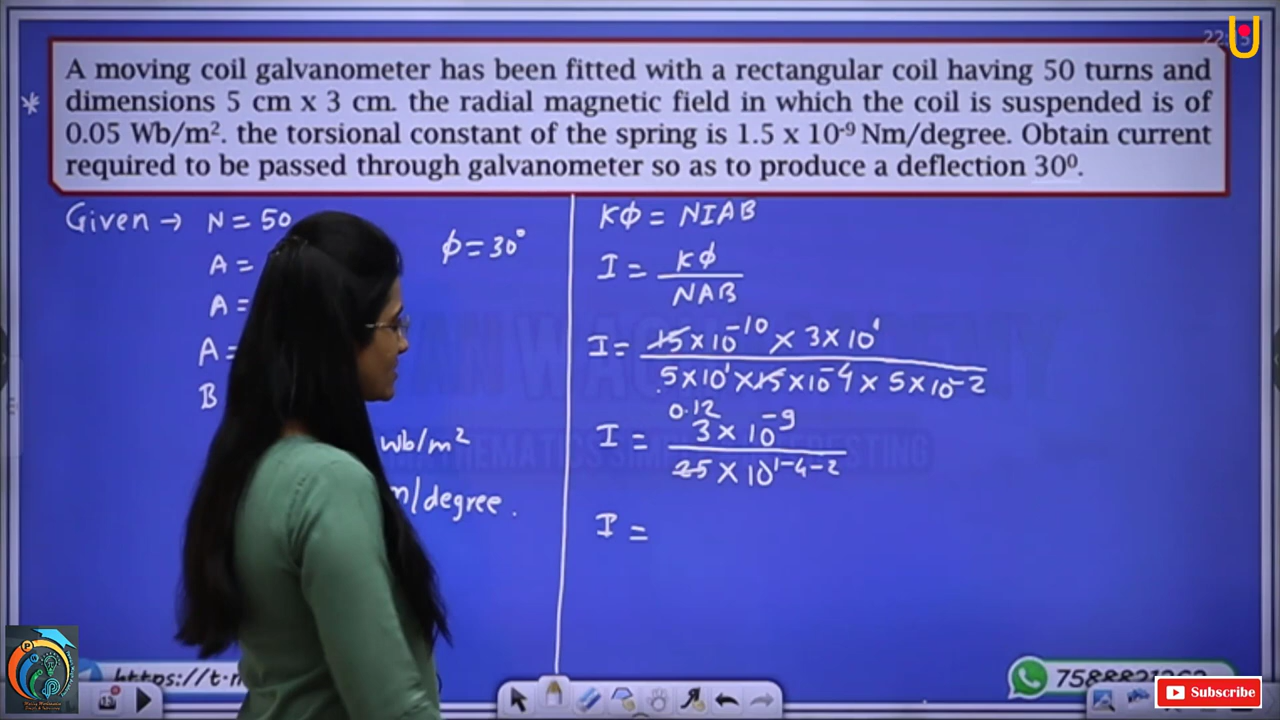 22:
A moving coil galvanometer has been fitted with a rectangular coil having 50 turns and
dimensions 5 cm x 3 cm. the radial magnetic field in which the coil is suspended is of
0.05 Wb/m². the torsional constant of the spring is 1.5 x 10⁻⁹ Nm/degree. Obtain current
required to be passed through galvanometer so as to produce a deflection 30⁰.
Given → N = 50
A =
A =
A =
B
wb/m²
m/degree.
ϕ = 30°
Kϕ = NIAB
I = Kϕ / NAB
I = 15 × 10⁻¹⁰ × 3 × 10¹ / 5 × 10¹ × 15 × 10⁻⁴ × 5 × 10⁻²
0.12
I = 3 × 10⁻⁹ / 25 × 10¹⁻⁴⁻²
I =
https://t.
Subscribe